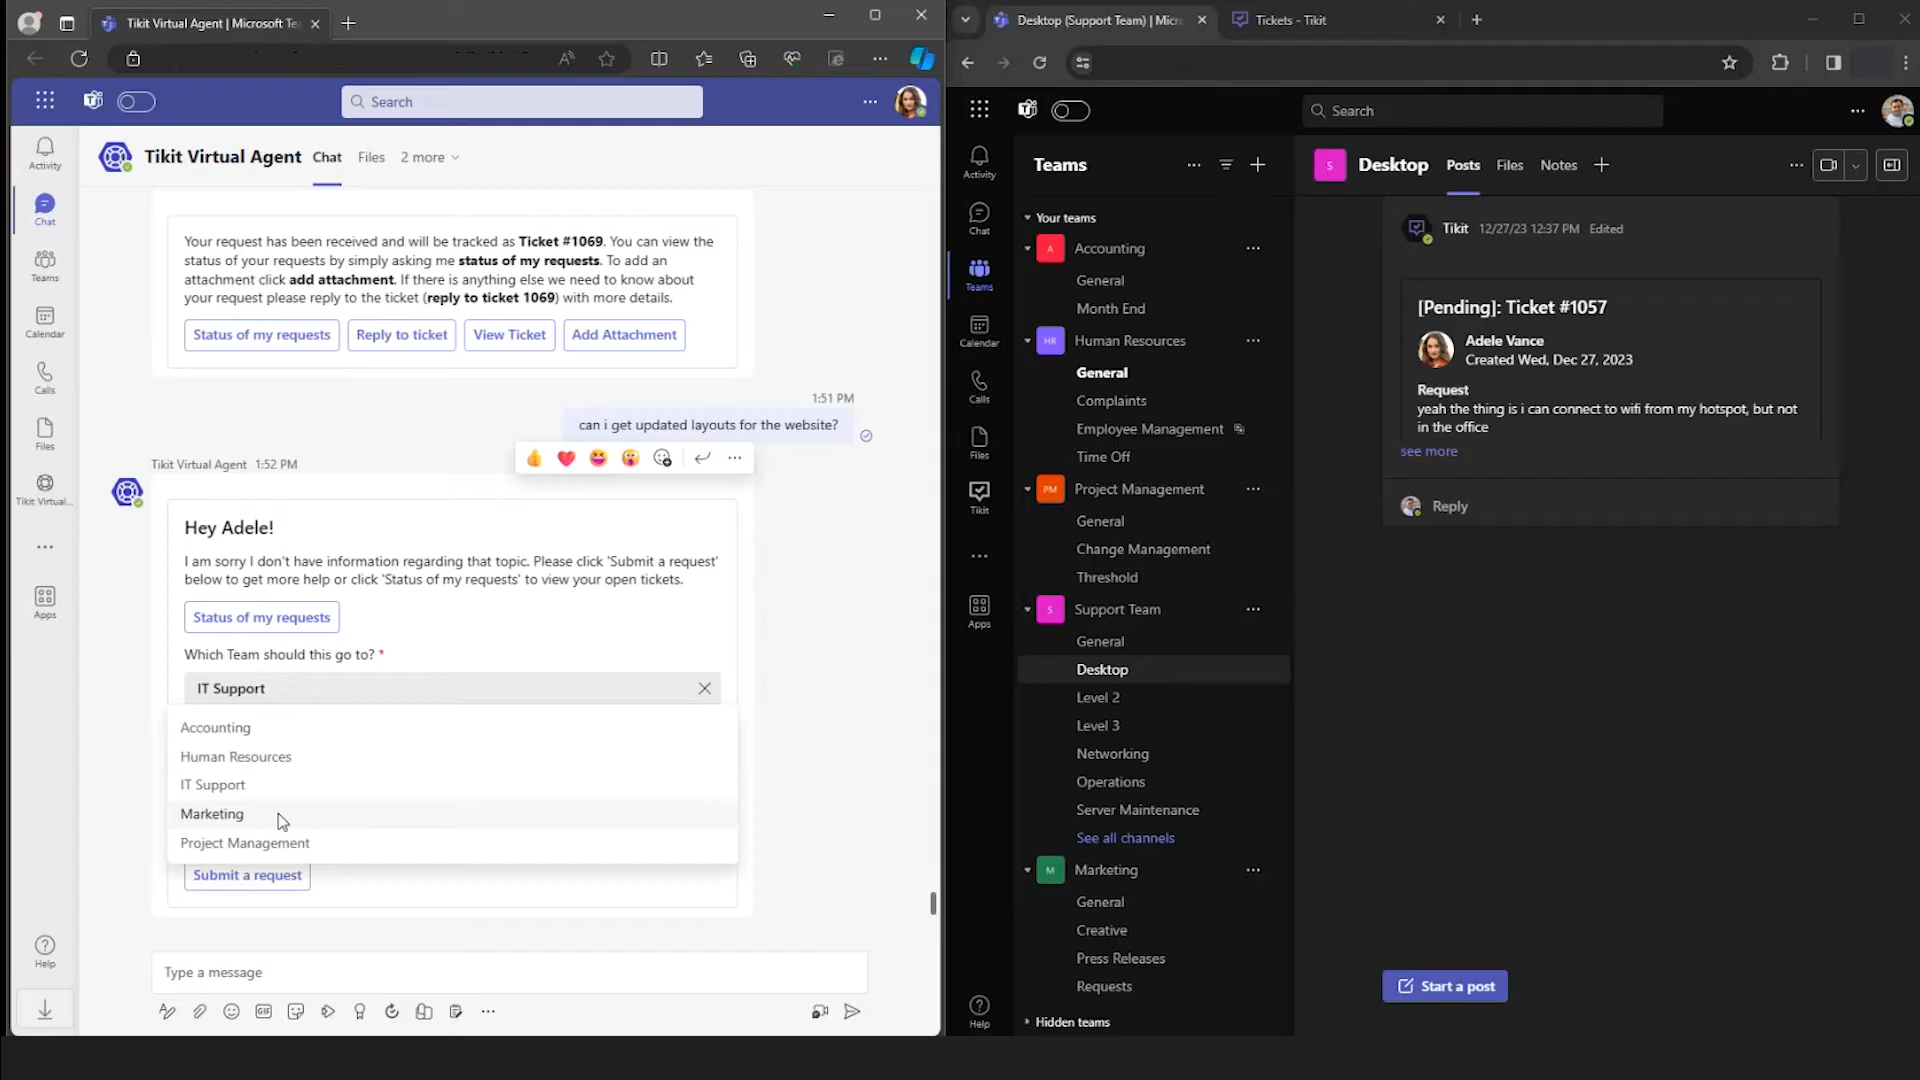 Tikit Virtual Agent | Microsoft Te
Search
Activity
Chat
Teams
Calendar
Calls
Files
Tikit Virtual...
Apps
Help
Tikit Virtual Agent
Chat
Files
2 more
Your request has been received and will be tracked as Ticket #1069. You can view the
status of your requests by simply asking me status of my requests. To add an
attachment click add attachment. If there is anything else we need to know about
your request please reply to the ticket (reply to ticket 1069) with more details.
Status of my requests
Reply to ticket
View Ticket
Add Attachment
1:51 PM
can i get updated layouts for the website?
Tikit Virtual Agent 1:52 PM
Hey Adele!
I am sorry I don't have information regarding that topic. Please click 'Submit a request'
below to get more help or click 'Status of my requests' to view your open tickets.
Status of my requests
Which Team should this go to? *
IT Support
Accounting
Human Resources
IT Support
Marketing
Project Management
Submit a request
Type a message
GIF
Desktop (Support Team) | Micr
Tickets - Tikit
Search
Activity
Chat
Teams
Calendar
Calls
Files
Tikit
Apps
Help
Teams
Your teams
A Accounting
General
Month End
HR Human Resources
General
Complaints
Employee Management
Time Off
PM Project Management
General
Change Management
Threshold
S Support Team
General
Desktop
Level 2
Level 3
Networking
Operations
Server Maintenance
See all channels
M Marketing
General
Creative
Press Releases
Requests
Hidden teams
S Desktop
Posts
Files
Notes
Tikit 12/27/23 12:37 PM Edited
[Pending]: Ticket #1057
Adele Vance
Created Wed, Dec 27, 2023
Request
yeah the thing is i can connect to wifi from my hotspot, but not
in the office
see more
Reply
Start a post